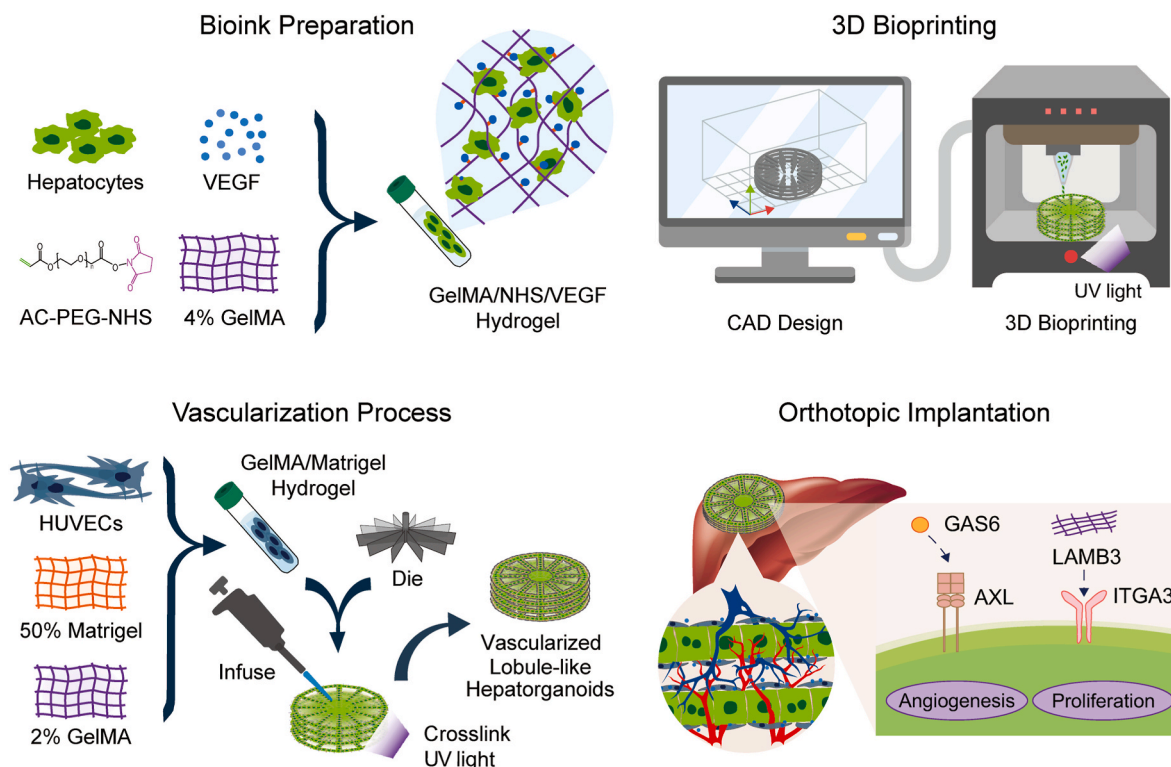 Bioink Preparation
Hepatocytes
VEGF
O
O
O
n
O
O
N
O
O
AC-PEG-NHS
4% GelMA
GelMA/NHS/VEGF
Hydrogel
3D Bioprinting
CAD Design
UV light
3D Bioprinting
Vascularization Process
HUVECs
50% Matrigel
2% GelMA
GelMA/Matrigel
Hydrogel
Die
Infuse
Crosslink
UV light
Vascularized
Lobule-like
Hepatorganoids
Orthotopic Implantation
GAS6
AXL
LAMB3
ITGA3
Angiogenesis
Proliferation